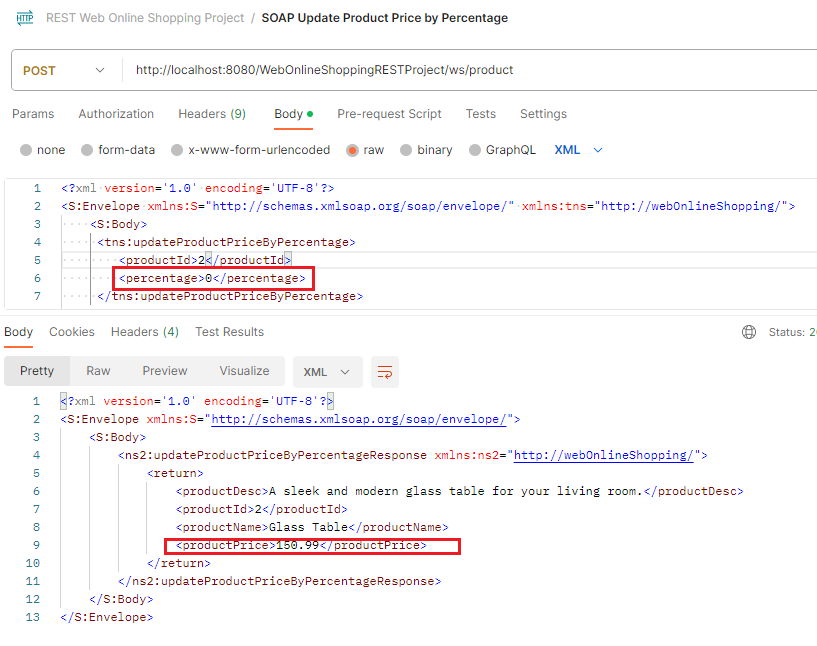 HTTP REST Web Online Shopping Project / SOAP Update Product Price by Percentage
POST http://localhost:8080/WebOnlineShoppingRESTProject/ws/product
Params Authorization Headers (9) Body Pre-request Script Tests Settings
none form-data x-www-form-urlencoded raw binary GraphQL XML
1 <?xml version='1.0' encoding='UTF-8'?>
2 <S:Envelope xmlns:S="http://schemas.xmlsoap.org/soap/envelope/" xmlns:tns="http://webOnlineShopping/">
3 <S:Body>
4 <tns:updateProductPriceByPercentage>
5 <productId>2</productId>
6 <percentage>0</percentage>
7 </tns:updateProductPriceByPercentage>
Body Cookies Headers (4) Test Results Status:
Pretty Raw Preview Visualize XML
1 <?xml version='1.0' encoding='UTF-8'?>
2 <S:Envelope xmlns:S="http://schemas.xmlsoap.org/soap/envelope/">
3 <S:Body>
4 <ns2:updateProductPriceByPercentageResponse xmlns:ns2="http://webOnlineShopping/">
5 <return>
6 <productDesc>A sleek and modern glass table for your living room.</productDesc>
7 <productId>2</productId>
8 <productName>Glass Table</productName>
9 <productPrice>150.99</productPrice>
10 </return>
11 </ns2:updateProductPriceByPercentageResponse>
12 </S:Body>
13 </S:Envelope>